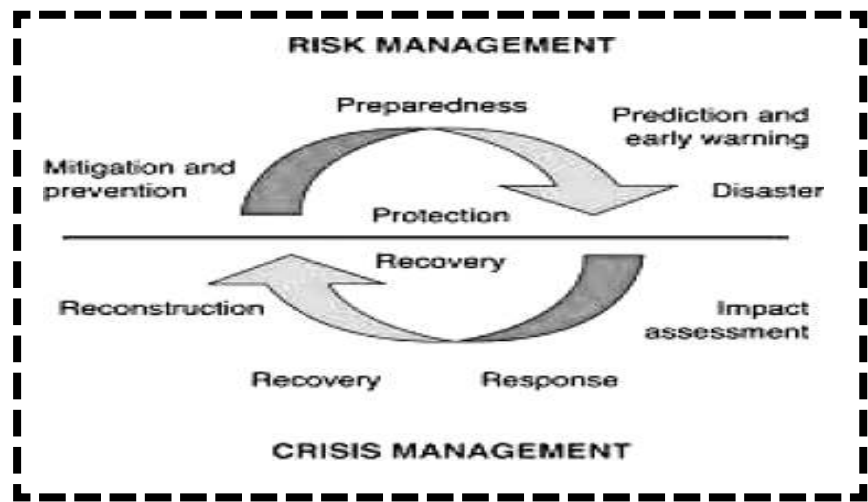 RISK MANAGEMENT
Preparedness
Prediction and
early warning
Mitigation and
prevention
Disaster
Protection
Recovery
Reconstruction
Impact
assessment
Recovery
Response
CRISIS MANAGEMENT